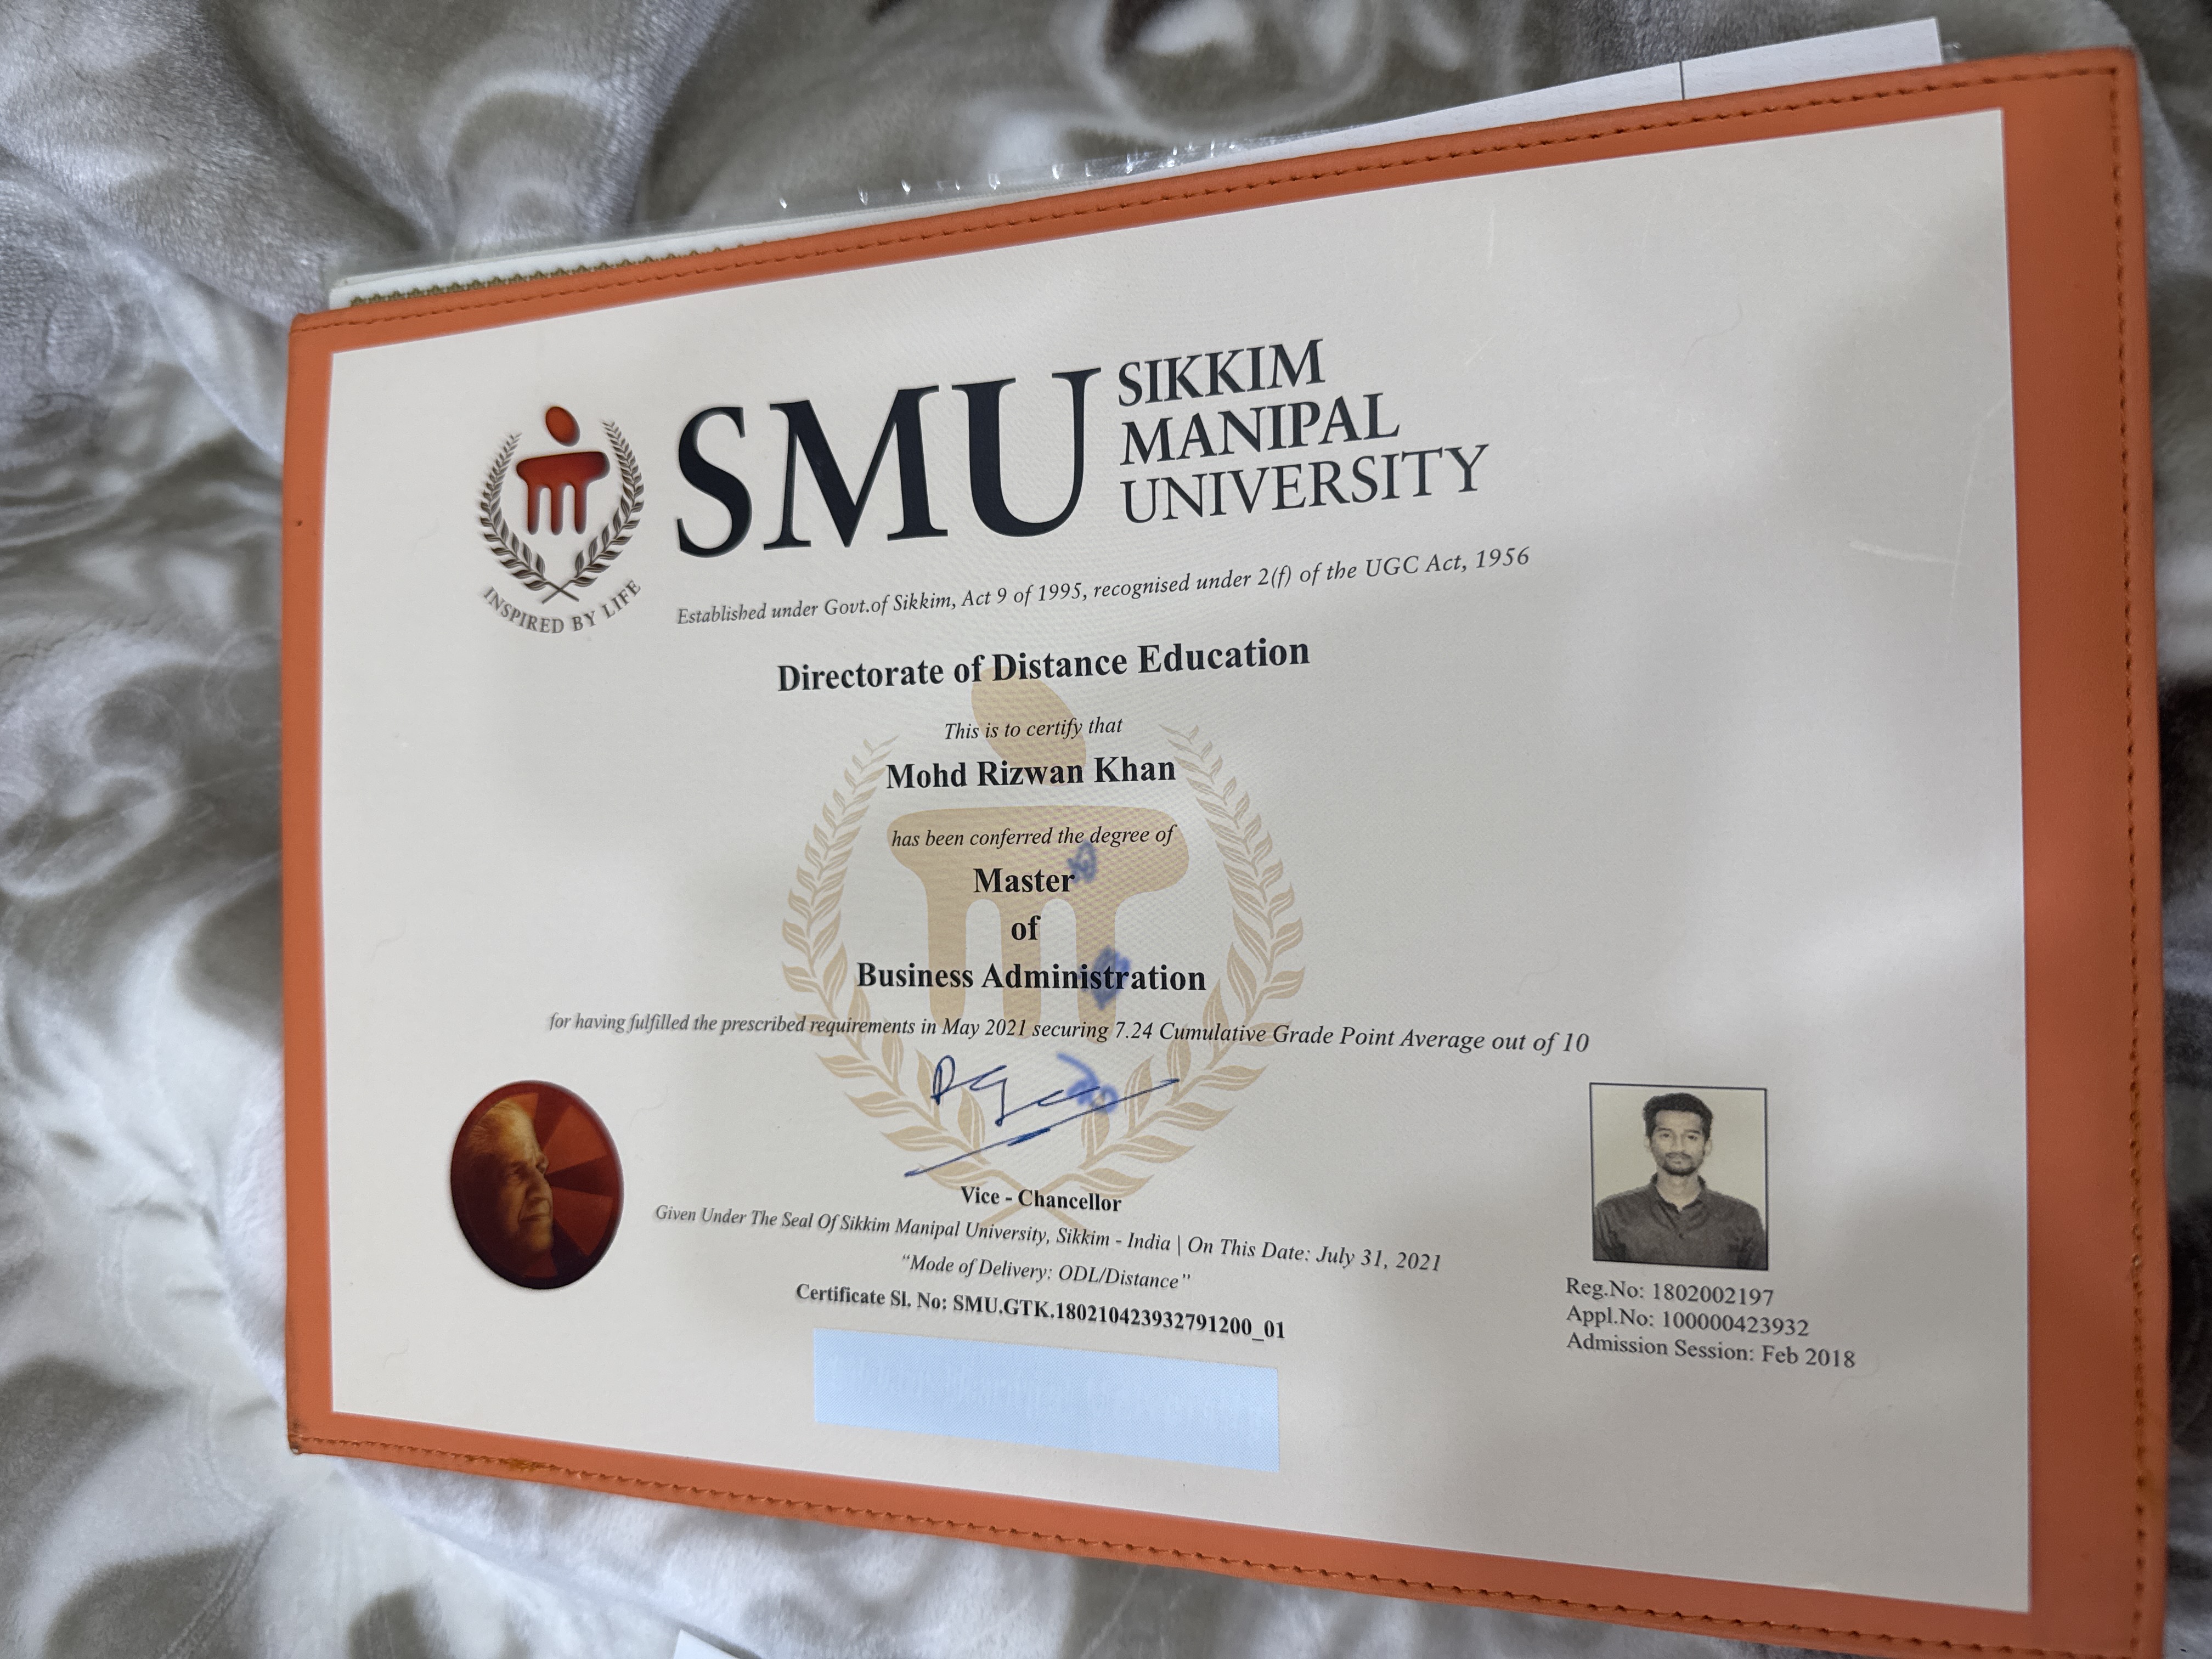 SMU
SIKKIM
MANIPAL
UNIVERSITY
INSPIRED BY LIFE
Established under Govt.of Sikkim, Act 9 of 1995, recognised under 2(f) of the UGC Act, 1956
Directorate of Distance Education
This is to certify that
Mohd Rizwan Khan
has been conferred the degree of
Master
of
Business Administration
for having fulfilled the prescribed requirements in May 2021 securing 7.24 Cumulative Grade Point Average out of 10
Vice - Chancellor
Given Under The Seal Of Sikkim Manipal University, Sikkim - India | On This Date: July 31, 2021
"Mode of Delivery: ODL/Distance"
Certificate Sl. No: SMU.GTK.180210423932791200_01
Reg.No: 1802002197
Appl.No: 100000423932
Admission Session: Feb 2018